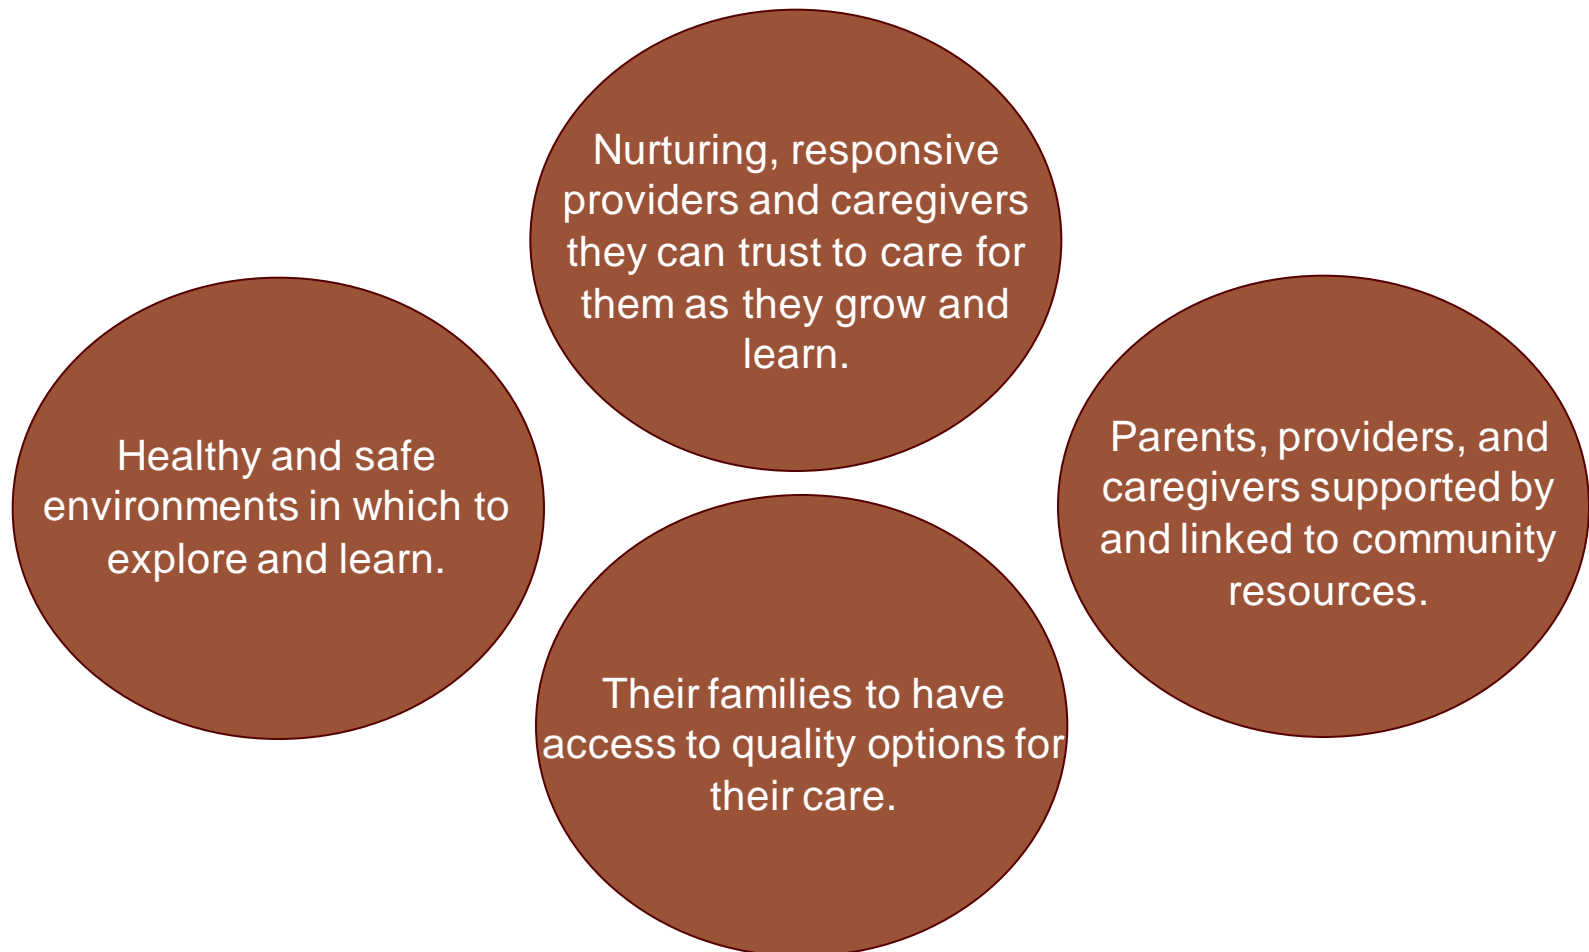 Nurturing, responsive
providers and caregivers
they can trust to care for
them as they grow and
learn.
Healthy and safe
environments in which to
explore and learn.
Parents, providers, and
caregivers supported by
and linked to community
resources.
Their families to have
access to quality options for
their care.